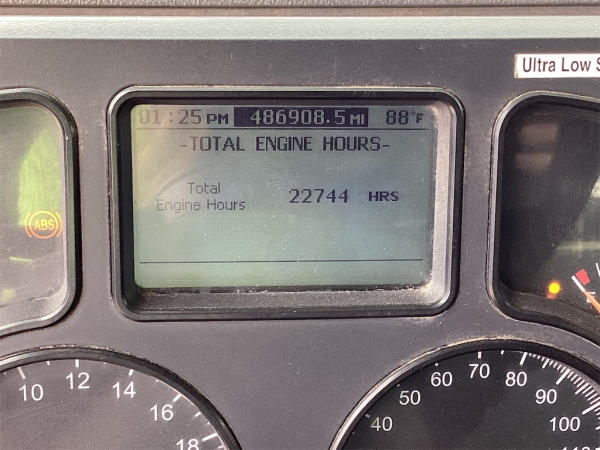 Ultra Low S
01:25 PM 486908.5 MI 88°F
-TOTAL ENGINE HOURS-
Total
Engine Hours 22744 HRS
ABS
10 12 14 16 18
40 50 60 70 80 90 100